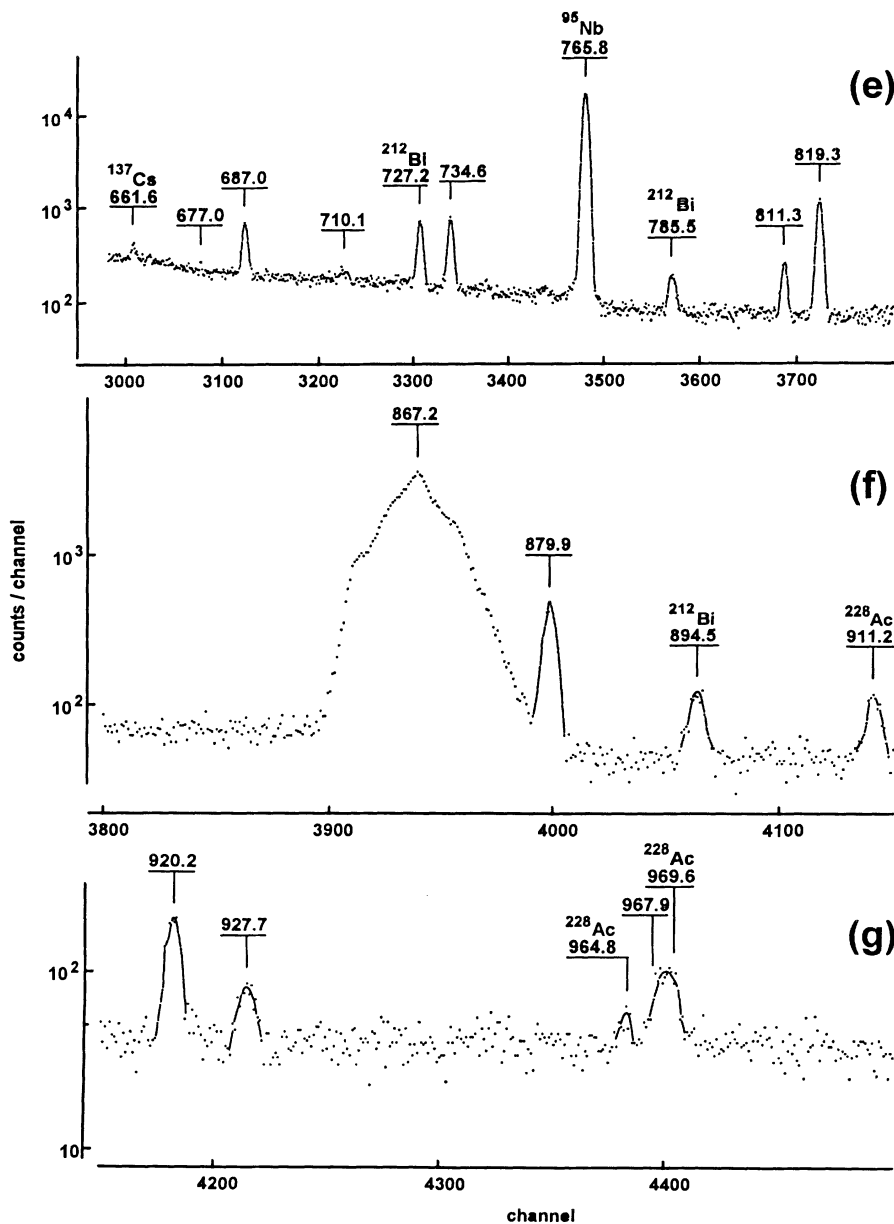 ⁹⁵Nb
765.8
(e)
10⁴
¹³⁷Cs
661.6
677.0
687.0
710.1
²¹²Bi
727.2
734.6
²¹²Bi
785.5
811.3
819.3
10³
10²
3000 3100 3200 3300 3400 3500 3600 3700
867.2
(f)
879.9
10³
²¹²Bi
894.5
²²⁸Ac
911.2
10²
counts / channel
3800 3900 4000 4100
920.2
927.7
²²⁸Ac
964.8
967.9
²²⁸Ac
969.6
(g)
10²
10
4200 4300 4400
channel